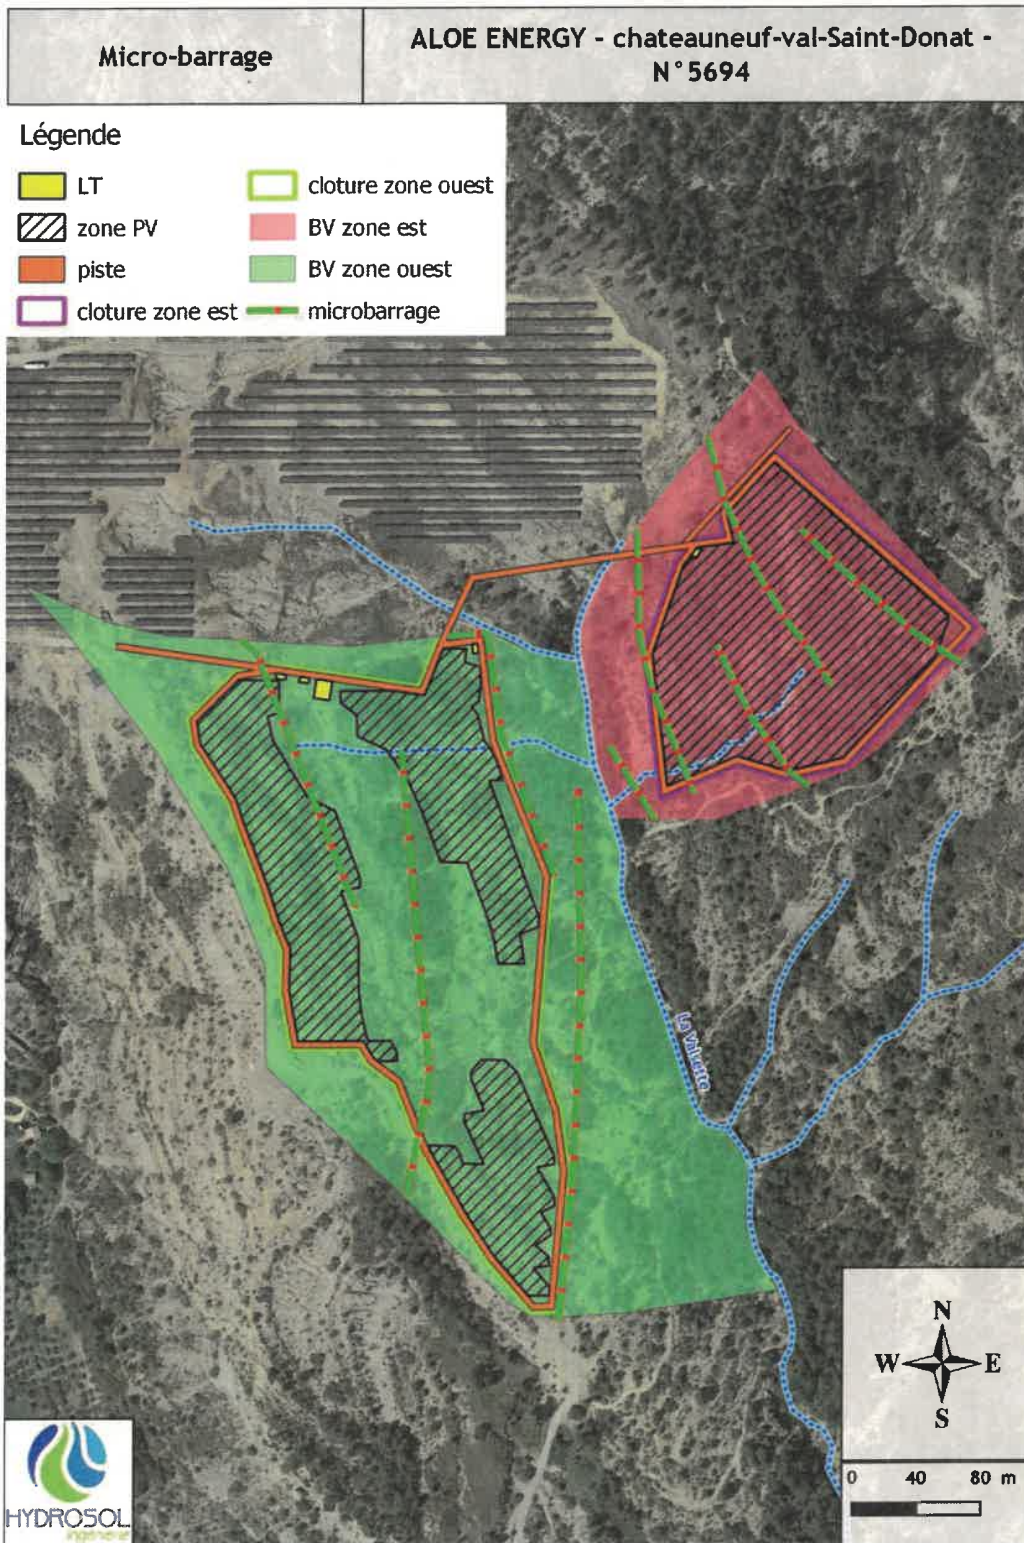 Micro-barrage
ALOE ENERGY - chateauneuf-val-Saint-Donat -
N°5694
Légende
LT
zone PV
piste
cloture zone est
cloture zone ouest
BV zone est
BV zone ouest
microbarrage
La
N
W
E
S
0 40 80 m
HYDROSOL
ingénierie